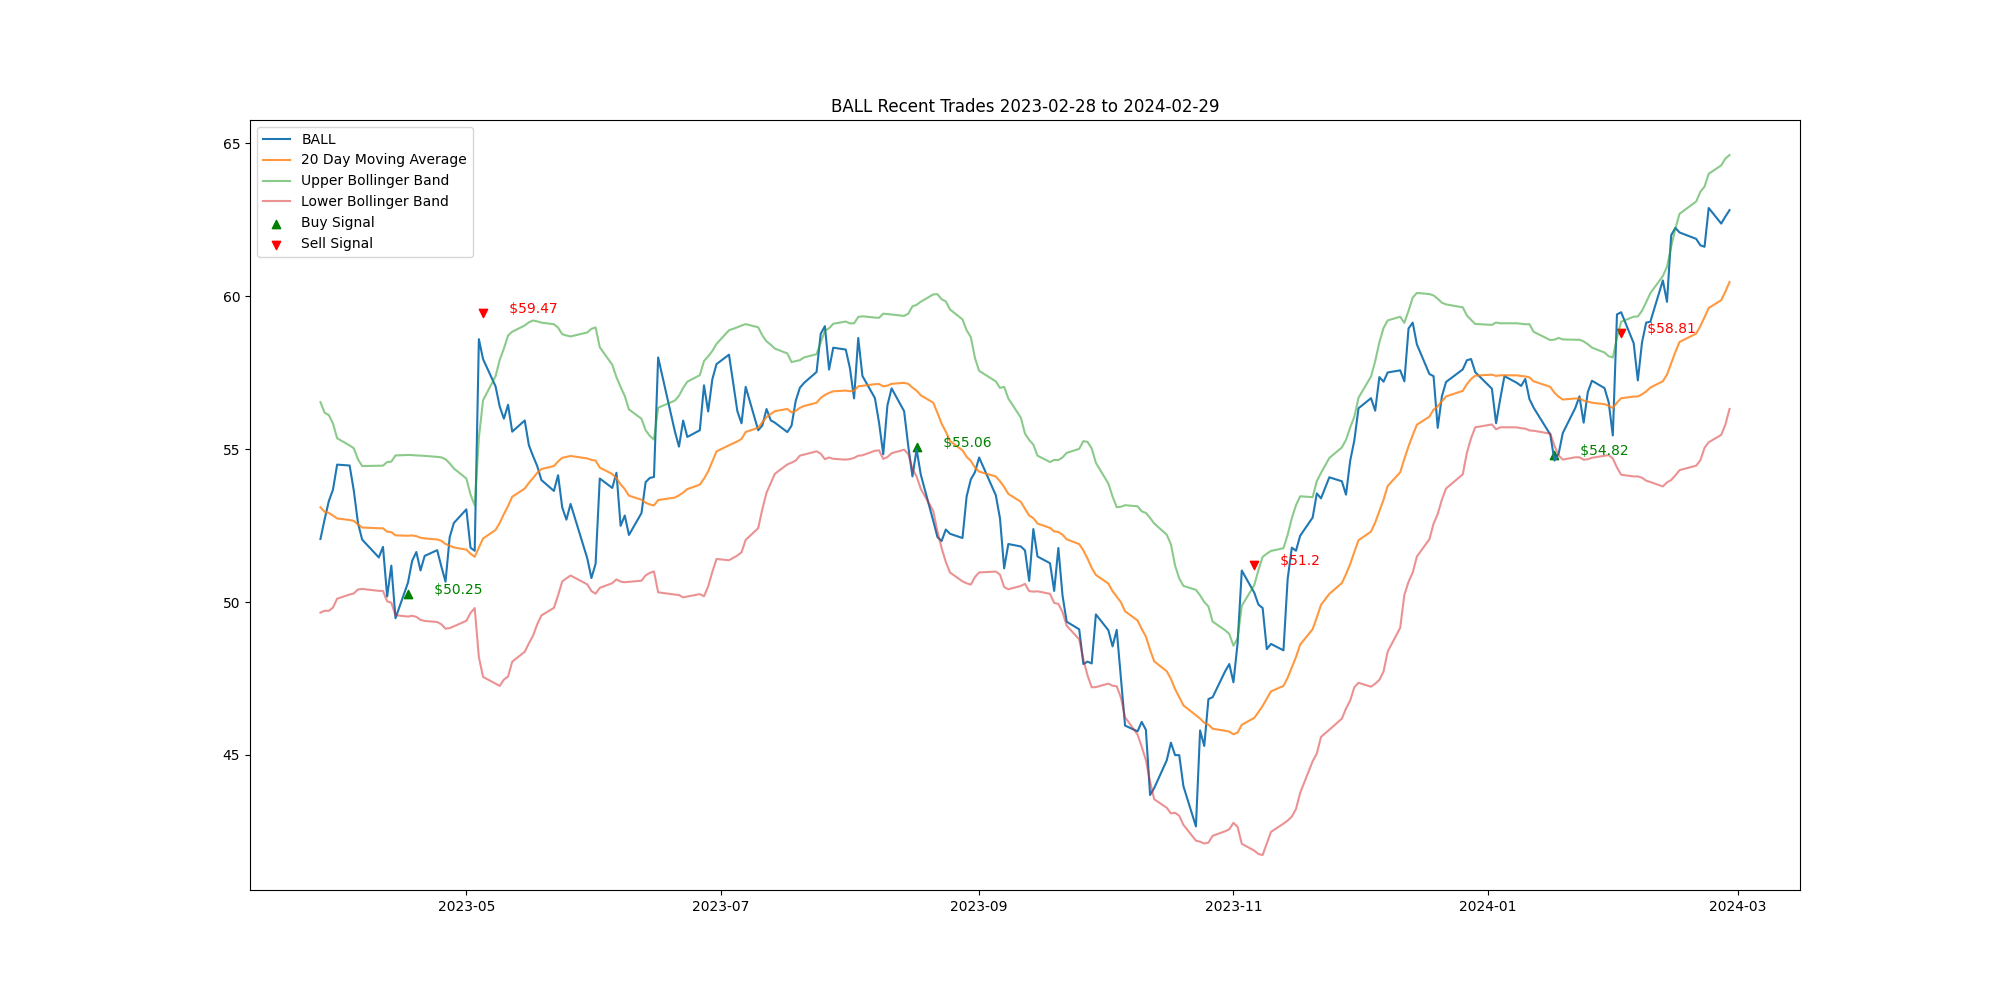 BALL Recent Trades 2023-02-28 to 2024-02-29
BALL
20 Day Moving Average
Upper Bollinger Band
Lower Bollinger Band
Buy Signal
Sell Signal
65
60
55
50
45
$59.47
$50.25
$55.06
$51.2
$54.82
$58.81
2023-05
2023-07
2023-09
2023-11
2024-01
2024-03